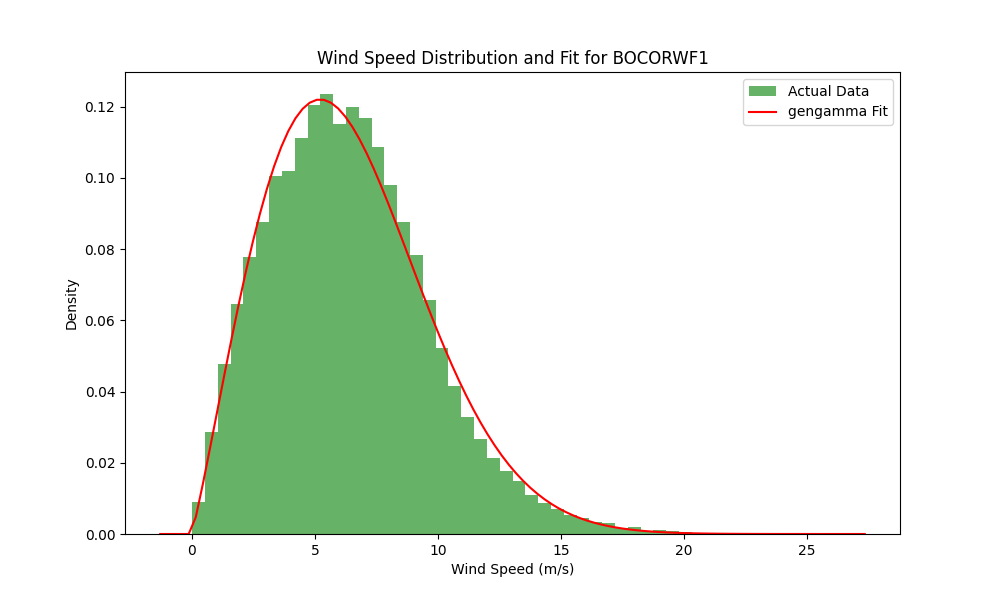 Wind Speed Distribution and Fit for BOCORWF1
Actual Data
gengamma Fit
0.12
0.10
0.08
0.06
0.04
0.02
0.00
Density
0
5
10
15
20
25
Wind Speed (m/s)